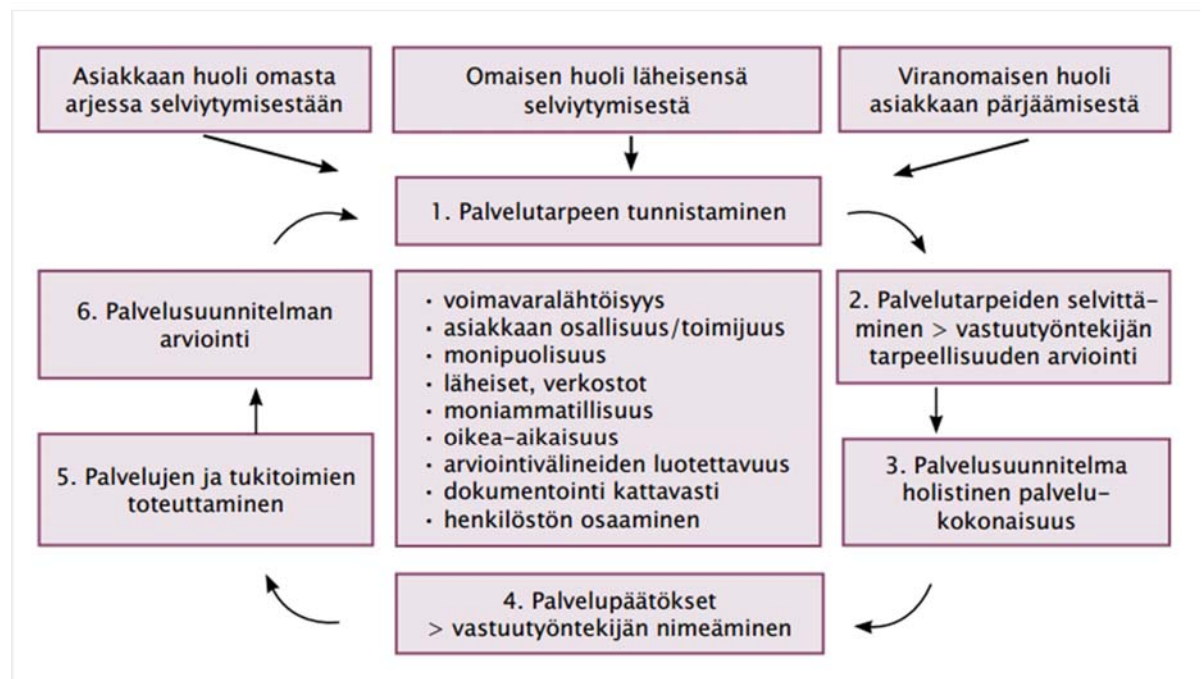 Asiakkaan huoli omasta
arjessa selviytymisestään
Omaisen huoli läheisensä
selviytymisestä
Viranomaisen huoli
asiakkaan pärjäämisestä
1. Palvelutarpeen tunnistaminen
2. Palvelutarpeiden selvittä-
minen > vastuutyöntekijän
tarpeellisuuden arviointi
3. Palvelusuunnitelma
holistinen palvelu-
kokonaisuus
4. Palvelupäätökset
> vastuutyöntekijän nimeäminen
5. Palvelujen ja tukitoimien
toteuttaminen
6. Palvelusuunnitelman
arviointi
· voimavaralähtöisyys
· asiakkaan osallisuus/toimijuus
· monipuolisuus
· läheiset, verkostot
· moniammatillisuus
· oikea-aikaisuus
· arviointivälineiden luotettavuus
· dokumentointi kattavasti
· henkilöstön osaaminen